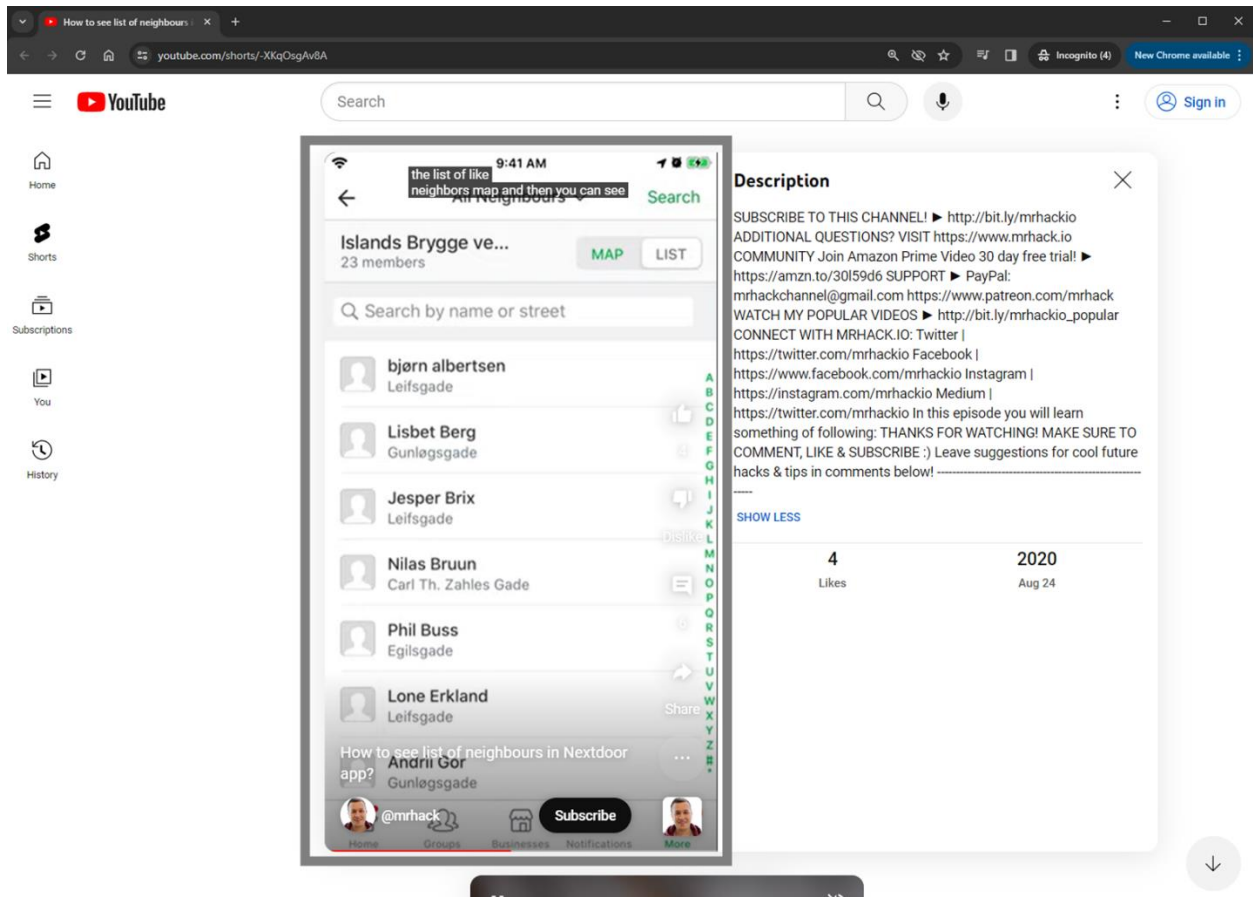 How to see list of neighbours
youtube.com/shorts/-XKqOsgAv8A
Incognito (4)
New Chrome available
YouTube
Search
Sign in
Home
Shorts
Subscriptions
You
History
9:41 AM
the list of like
neighbors map and then you can see
All Neighbours
Search
Islands Brygge ve...
23 members
MAP
LIST
Search by name or street
bjørn albertsen
Leifsgade
Lisbet Berg
Gunløgsgade
Jesper Brix
Leifsgade
Nilas Bruun
Carl Th. Zahles Gade
Phil Buss
Egilsgade
Lone Erkland
Leifsgade
Andrii Gor
Gunløgsgade
A
B
C
D
E
F
G
H
I
J
K
L
M
N
O
P
Q
R
S
T
U
V
W
X
Y
Z
#
Dislike
Share
How to see list of neighbours in Nextdoor
app?
@mrhack
Subscribe
Home
Groups
Businesses
Notifications
More
Description
SUBSCRIBE TO THIS CHANNEL! ► http://bit.ly/mrhackio
ADDITIONAL QUESTIONS? VISIT https://www.mrhack.io
COMMUNITY Join Amazon Prime Video 30 day free trial! ►
https://amzn.to/30l59d6 SUPPORT ► PayPal:
mrhackchannel@gmail.com https://www.patreon.com/mrhack
WATCH MY POPULAR VIDEOS ► http://bit.ly/mrhackio_popular
CONNECT WITH MRHACK.IO: Twitter |
https://twitter.com/mrhackio Facebook |
https://www.facebook.com/mrhackio Instagram |
https://instagram.com/mrhackio Medium |
https://twitter.com/mrhackio In this episode you will learn
something of following: THANKS FOR WATCHING! MAKE SURE TO
COMMENT, LIKE & SUBSCRIBE :) Leave suggestions for cool future
hacks & tips in comments below! -----------------------------------------------------
-----
SHOW LESS
4
Likes
2020
Aug 24